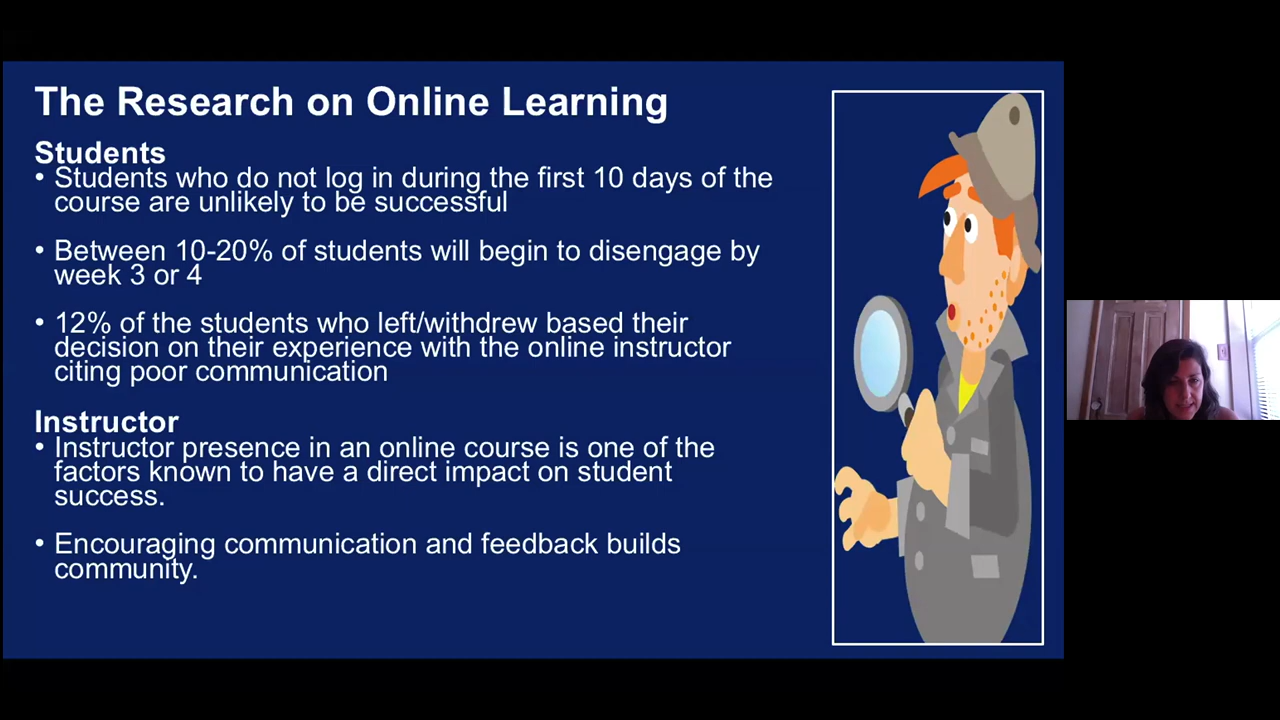 The Research on Online Learning
Students
• Students who do not log in during the first 10 days of the
course are unlikely to be successful
• Between 10-20% of students will begin to disengage by
week 3 or 4
• 12% of the students who left/withdrew based their
decision on their experience with the online instructor
citing poor communication
Instructor
• Instructor presence in an online course is one of the
factors known to have a direct impact on student
success.
• Encouraging communication and feedback builds
community.